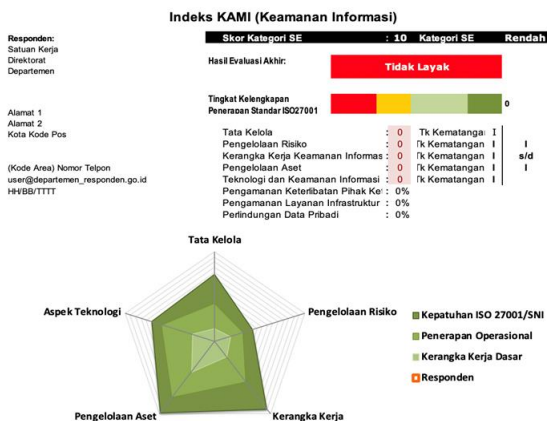 Indeks KAMI (Keamanan Informasi)
Responden:
Satuan Kerja
Direktorat
Departemen
Alamat 1
Alamat 2
Kota Kode Pos
(Kode Area) Nomor Telpon
user@departemen_responden.go.id
HH/BB/TTTT
Skor Kategori SE : 10 Kategori SE Rendah
Hasil Evaluasi Akhir: Tidak Layak
Tingkat Kelengkapan
Penerapan Standar ISO27001 0
Tata Kelola : 0 Tk Kematangan: I
Pengelolaan Risiko : 0 Tk Kematangan I I
Kerangka Kerja Keamanan Informas : 0 Tk Kematangan I s/d
Pengelolaan Aset : 0 Tk Kematangan I I
Teknologi dan Keamanan Informasi : 0 Tk Kematangan I
Pengamanan Keterlibatan Pihak Ket : 0%
Pengamanan Layanan Infrastruktur : 0%
Perlindungan Data Pribadi : 0%
Tata Kelola
Pengelolaan Risiko
Kerangka Kerja
Pengelolaan Aset
Aspek Teknologi
Kepatuhan ISO 27001/SNI
Penerapan Operasional
Kerangka Kerja Dasar
Responden